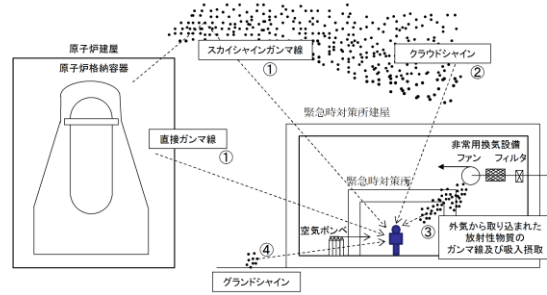 原子炉建屋
原子炉格納容器
スカイシャインガンマ線
①
クラウドシャイン
②
緊急時対策所建屋
直接ガンマ線
①
非常用換気設備
ファン フィルタ
緊急時対策所
空気ボンベ
③
外気から取り込まれた
放射性物質の
ガンマ線及び吸入摂取
④
グランドシャイン